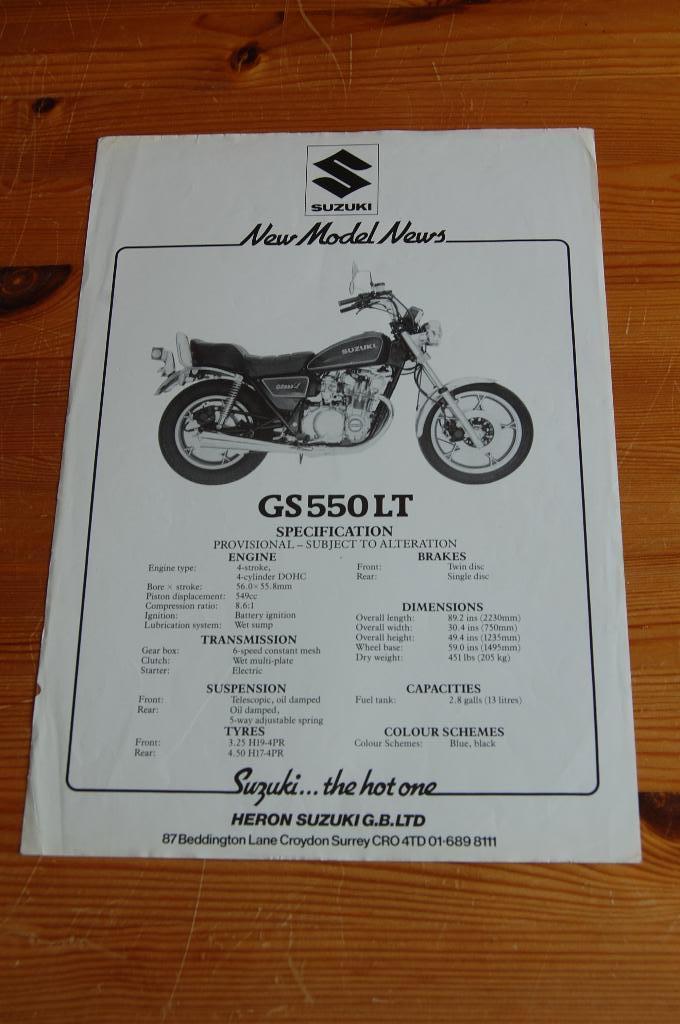 SUZUKI
New Model News
SUZUKI
GS550LT
SPECIFICATION
PROVISIONAL – SUBJECT TO ALTERATION
ENGINE
Engine type: 4-stroke,
4-cylinder DOHC
Bore × stroke: 56.0 × 55.8mm
Piston displacement: 549cc
Compression ratio: 8.6:1
Ignition: Battery ignition
Lubrication system: Wet sump
TRANSMISSION
Gear box: 6-speed constant mesh
Clutch: Wet multi-plate
Starter: Electric
SUSPENSION
Front: Telescopic, oil damped
Rear: Oil damped,
5-way adjustable spring
TYRES
Front: 3.25 H19-4PR
Rear: 4.50 H17-4PR
BRAKES
Front: Twin disc
Rear: Single disc
DIMENSIONS
Overall length: 89.2 ins (2230mm)
Overall width: 30.4 ins (750mm)
Overall height: 49.4 ins (1235mm)
Wheel base: 59.0 ins (1495mm)
Dry weight: 451 lbs (205 kg)
CAPACITIES
Fuel tank: 2.8 galls (13 litres)
COLOUR SCHEMES
Colour Schemes: Blue, black
Suzuki... the hot one
HERON SUZUKI G.B. LTD
87 Beddington Lane Croydon Surrey CRO 4TD 01-689 8111